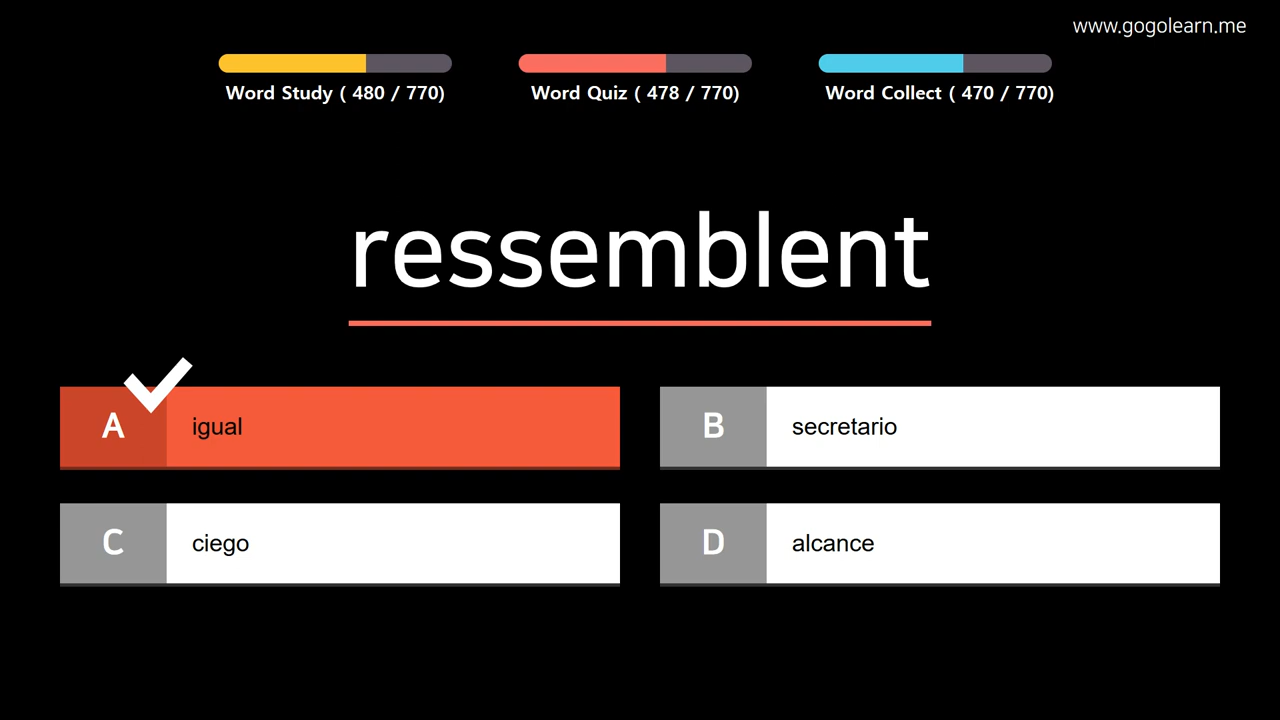 www.gogolearn.me
Word Study ( 480 / 770)
Word Quiz ( 478 / 770)
Word Collect ( 470 / 770)
ressemblent
A igual
B secretario
C ciego
D alcance